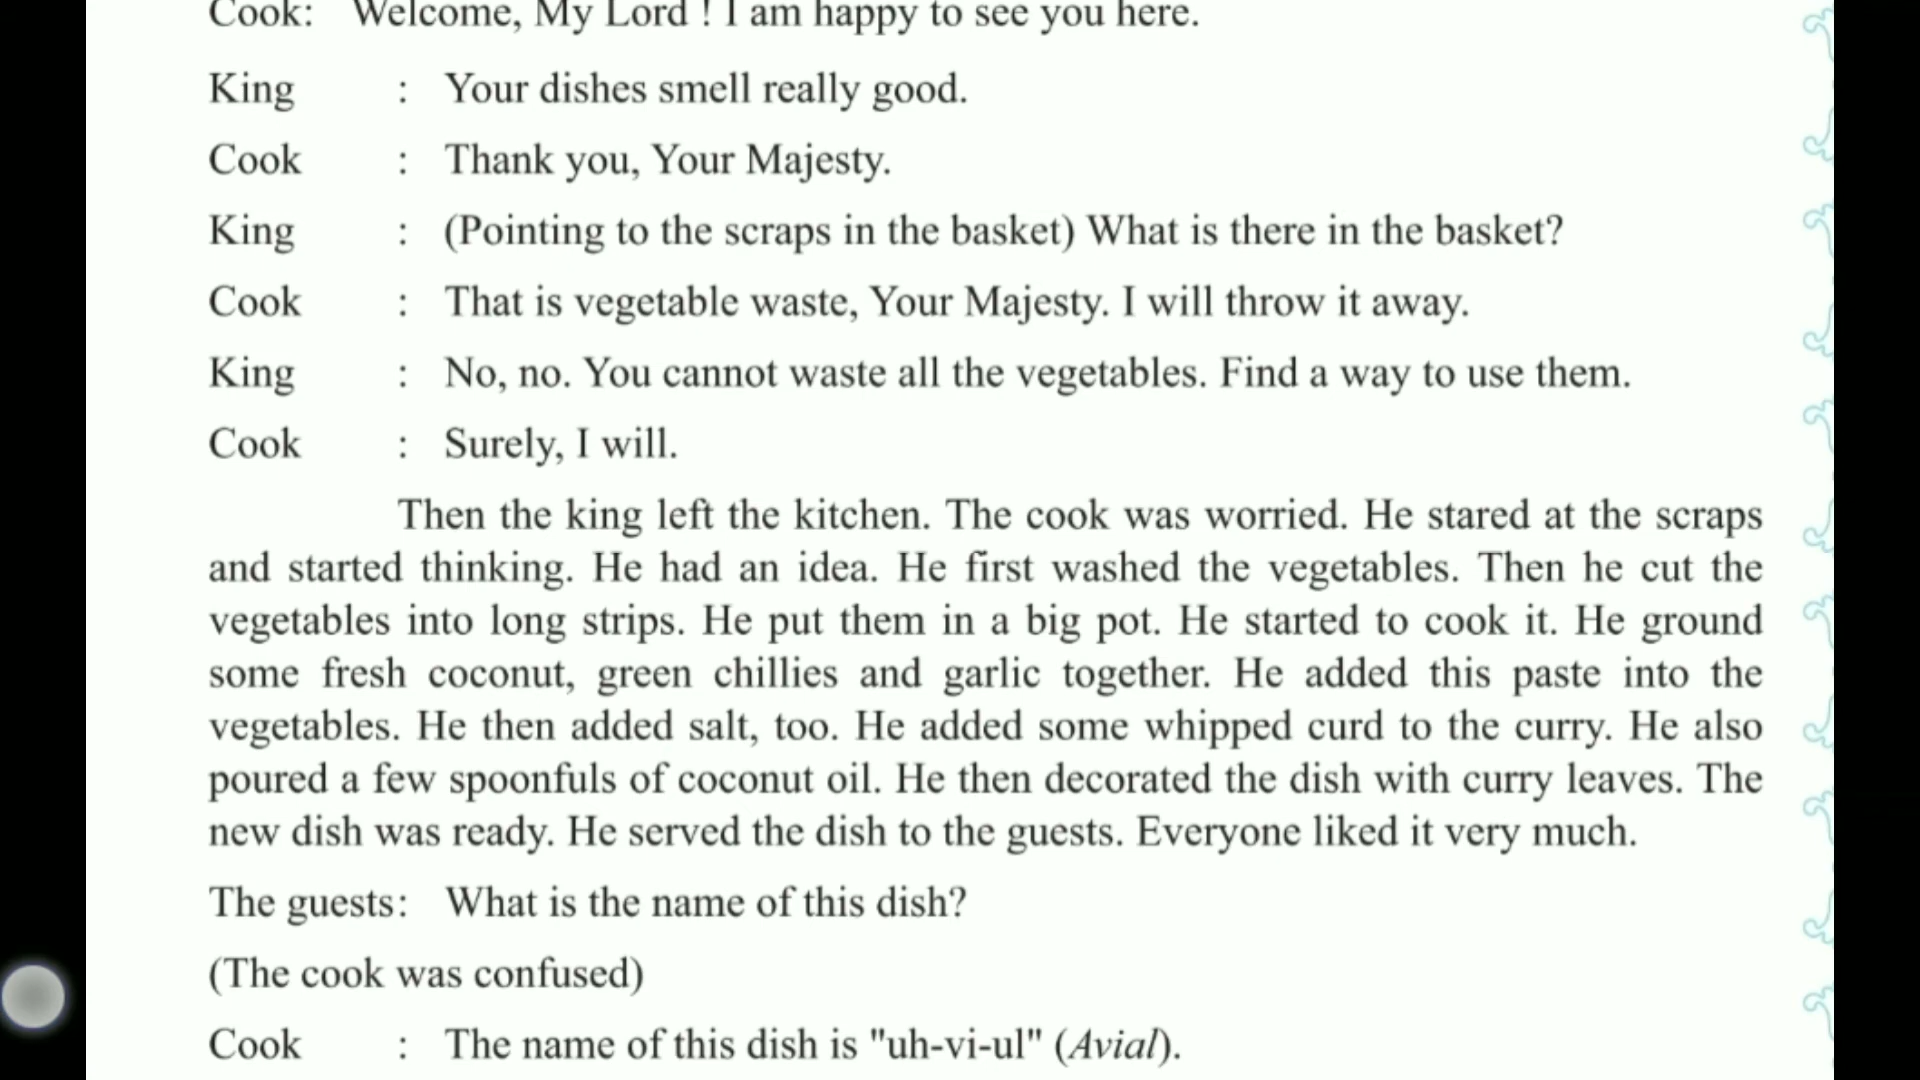 Cook: Welcome, My Lord ! I am happy to see you here.
King : Your dishes smell really good.
Cook : Thank you, Your Majesty.
King : (Pointing to the scraps in the basket) What is there in the basket?
Cook : That is vegetable waste, Your Majesty. I will throw it away.
King : No, no. You cannot waste all the vegetables. Find a way to use them.
Cook : Surely, I will.
Then the king left the kitchen. The cook was worried. He stared at the scraps
and started thinking. He had an idea. He first washed the vegetables. Then he cut the
vegetables into long strips. He put them in a big pot. He started to cook it. He ground
some fresh coconut, green chillies and garlic together. He added this paste into the
vegetables. He then added salt, too. He added some whipped curd to the curry. He also
poured a few spoonfuls of coconut oil. He then decorated the dish with curry leaves. The
new dish was ready. He served the dish to the guests. Everyone liked it very much.
The guests: What is the name of this dish?
(The cook was confused)
Cook : The name of this dish is "uh-vi-ul" (Avial).